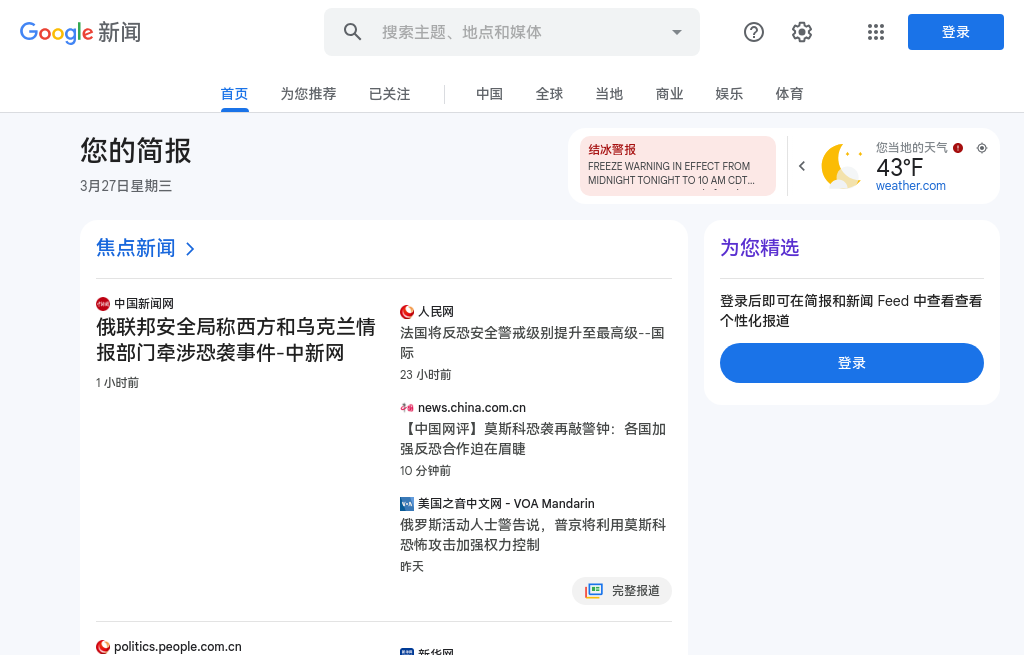 Google 新闻
搜索主题、地点和媒体
登录
首页
为您推荐
已关注
中国
全球
当地
商业
娱乐
体育
您的简报
3月27日星期三
结冰警报
FREEZE WARNING IN EFFECT FROM
MIDNIGHT TONIGHT TO 10 AM CDT...
您当地的天气
43°F
weather.com
焦点新闻
中国新闻网
俄联邦安全局称西方和乌克兰情
报部门牵涉恐袭事件-中新网
1 小时前
人民网
法国将反恐安全警戒级别提升至最高级--国
际
23 小时前
news.china.com.cn
【中国网评】莫斯科恐袭再敲警钟：各国加
强反恐合作迫在眉睫
10 分钟前
美国之音中文网 - VOA Mandarin
俄罗斯活动人士警告说，普京将利用莫斯科
恐怖攻击加强权力控制
昨天
完整报道
politics.people.com.cn
新华网
为您精选
登录后即可在简报和新闻 Feed 中查看查看
个性化报道
登录